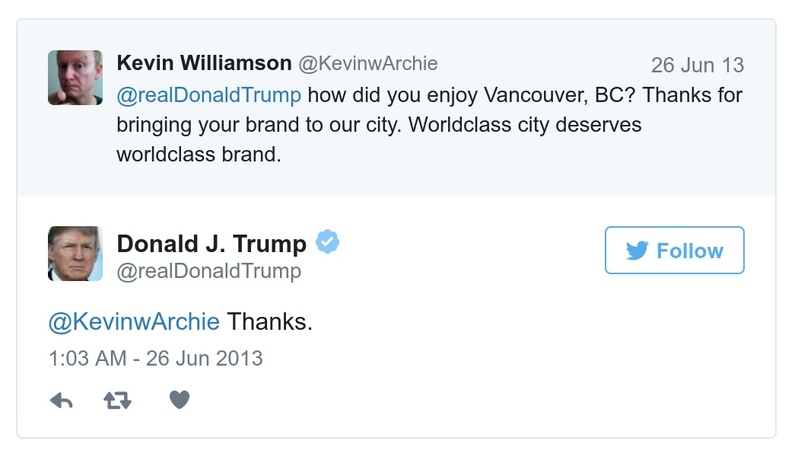 Kevin Williamson @KevinwArchie 26 Jun 13
@realDonaldTrump how did you enjoy Vancouver, BC? Thanks for
bringing your brand to our city. Worldclass city deserves
worldclass brand.
Donald J. Trump
@realDonaldTrump
Follow
@KevinwArchie Thanks.
1:03 AM - 26 Jun 2013